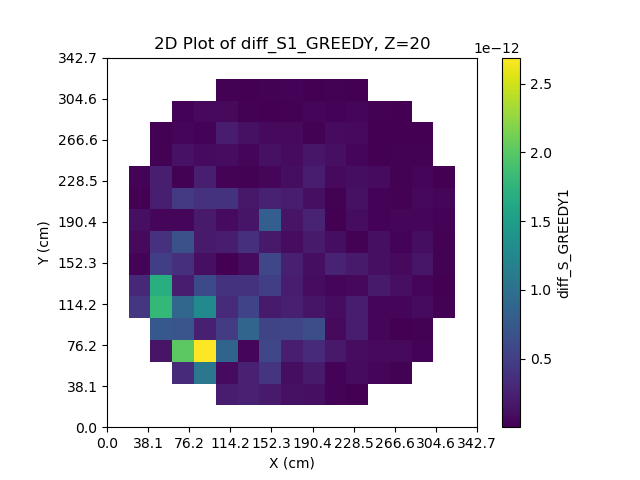 2D Plot of diff_S1_GREEDY, Z=20
1e−12
342.7
304.6
266.6
228.5
190.4
152.3
114.2
76.2
38.1
0.0
Y (cm)
0.0 38.1 76.2 114.2 152.3 190.4 228.5 266.6 304.6 342.7
X (cm)
2.5
2.0
1.5
1.0
0.5
diff_S_GREEDY1